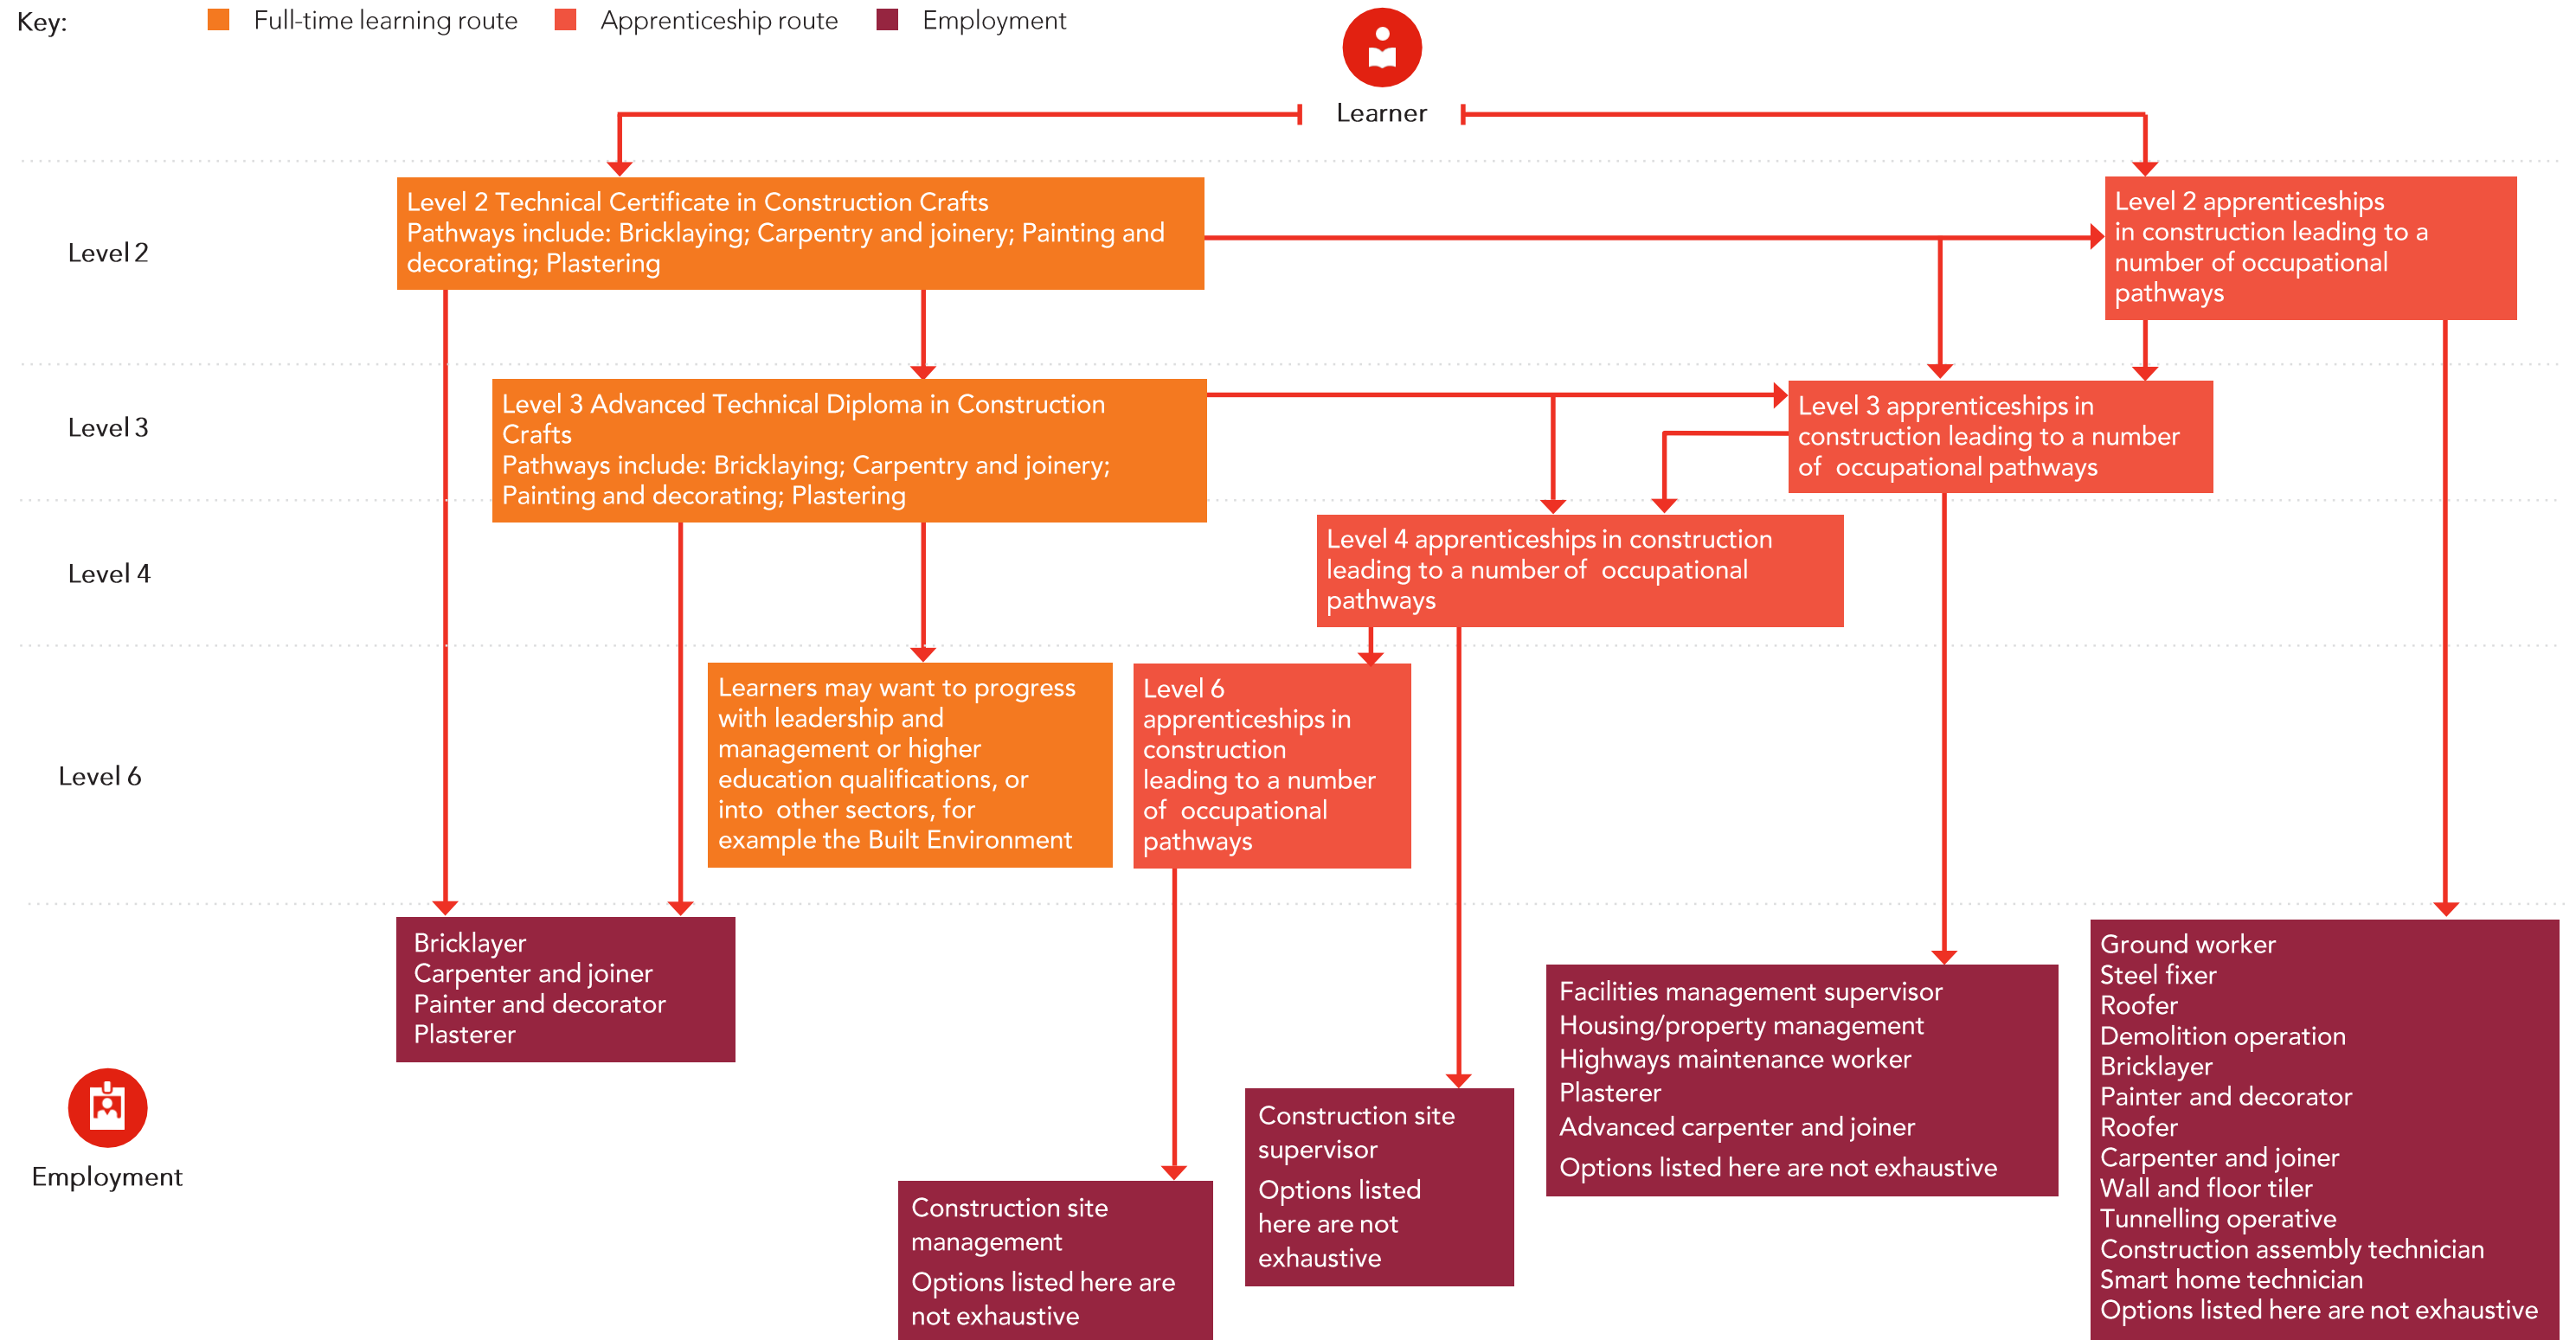 Key:
Full-time learning route
Apprenticeship route
Employment
Learner
Level 2
Level 2 Technical Certificate in Construction Crafts
Pathways include: Bricklaying; Carpentry and joinery; Painting and
decorating; Plastering
Level 2 apprenticeships
in construction leading to a
number of occupational
pathways
Level 3
Level 3 Advanced Technical Diploma in Construction
Crafts
Pathways include: Bricklaying; Carpentry and joinery;
Painting and decorating; Plastering
Level 3 apprenticeships in
construction leading to a number
of occupational pathways
Level 4
Level 4 apprenticeships in construction
leading to a number of occupational
pathways
Level 6
Learners may want to progress
with leadership and
management or higher
education qualifications, or
into other sectors, for
example the Built Environment
Level 6
apprenticeships in
construction
leading to a number
of occupational
pathways
Employment
Bricklayer
Carpenter and joiner
Painter and decorator
Plasterer
Construction site
management
Options listed here are
not exhaustive
Construction site
supervisor
Options listed
here are not
exhaustive
Facilities management supervisor
Housing/property management
Highways maintenance worker
Plasterer
Advanced carpenter and joiner
Options listed here are not exhaustive
Ground worker
Steel fixer
Roofer
Demolition operation
Bricklayer
Painter and decorator
Roofer
Carpenter and joiner
Wall and floor tiler
Tunnelling operative
Construction assembly technician
Smart home technician
Options listed here are not exhaustive